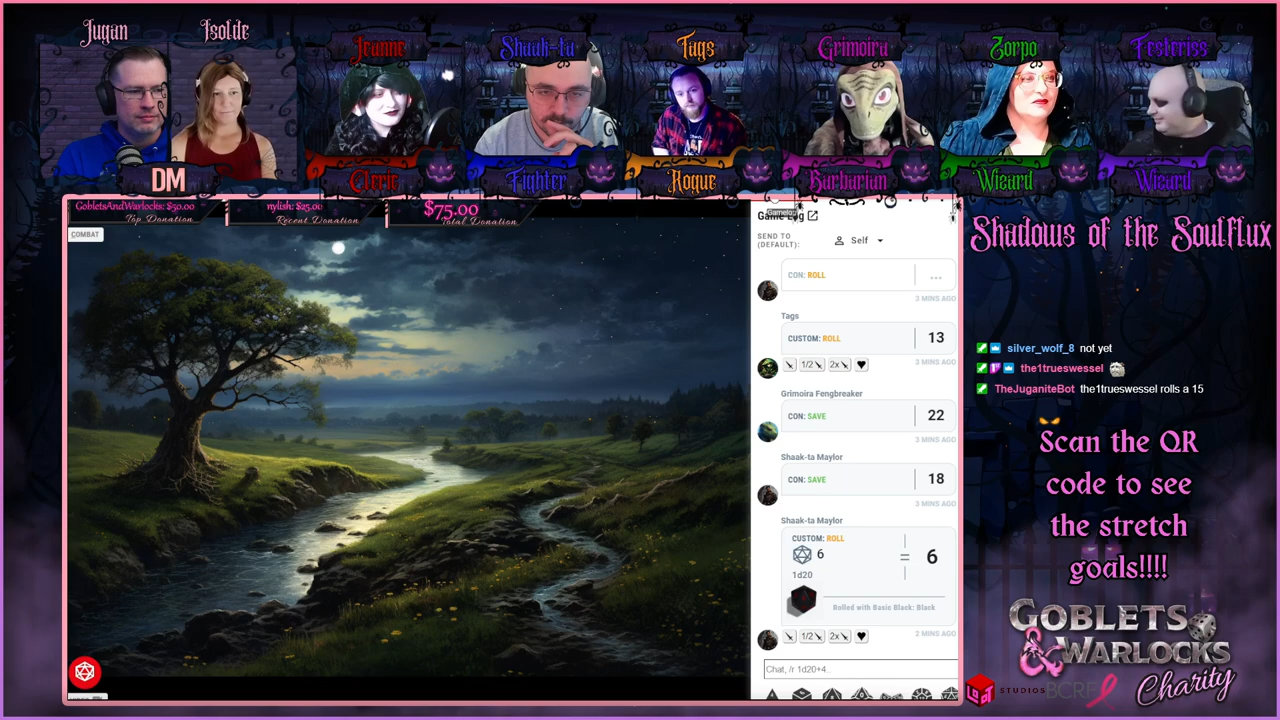 Jugan
Isolde
Jeanne
Shaak-ta
Tags
Grimoira
Zorpo
Festeriss
DM
Cleric
Fighter
Rogue
Barbarian
Wizard
Wizard
GobletsAndWarlocks: $50.00
Top Donation
nylish: $25.00
Recent Donation
$75.00
Total Donation
COMBAT
Game Log
SEND TO
(DEFAULT):
Self
CON: ROLL
...
3 MINS AGO
Tags
CUSTOM: ROLL
13
1/2
2x
3 MINS AGO
Grimoira Fengbreaker
CON: SAVE
22
3 MINS AGO
Shaak-ta Maylor
CON: SAVE
18
3 MINS AGO
Shaak-ta Maylor
CUSTOM: ROLL
6
= 6
1d20
Rolled with Basic Black: Black
1/2
2x
2 MINS AGO
Chat, /r 1d20+4..
Shadows of the Soulflux
silver_wolf_8 not yet
the1trueswessel
TheJuganiteBot the1trueswessel rolls a 15
Scan the QR
code to see
the stretch
goals!!!!
GOBLETS
& WARLOCKS
Charity
STUDIOS
BCRF